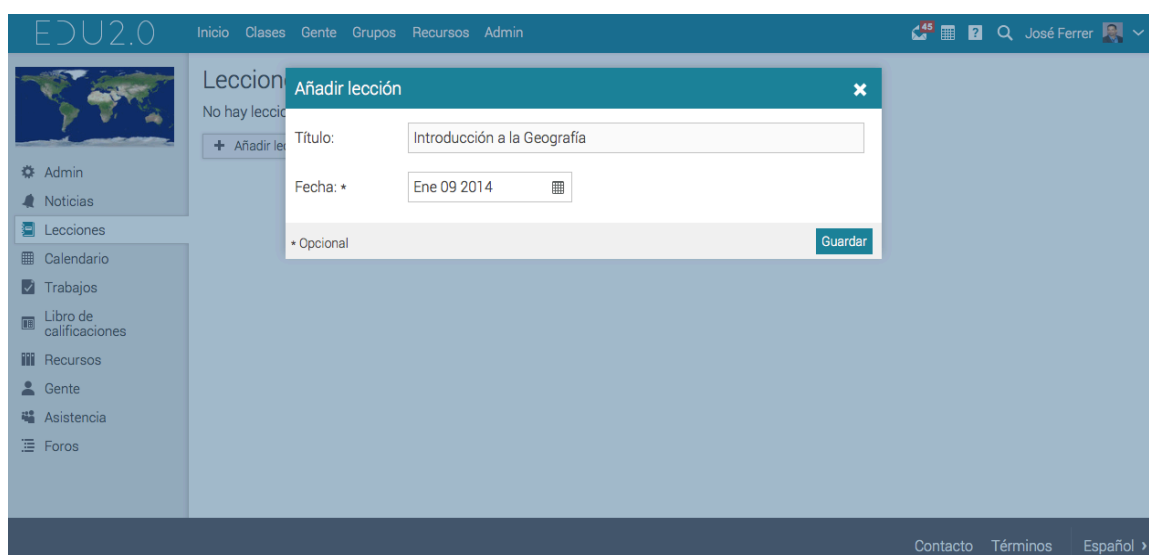 EDU2.0
Inicio Clases Gente Grupos Recursos Admin
45
?
José Ferrer
Leccion
No hay leccio
+ Añadir le
Añadir lección
Título:
Introducción a la Geografía
Fecha: *
Ene 09 2014
* Opcional
Guardar
Admin
Noticias
Lecciones
Calendario
Trabajos
Libro de
calificaciones
Recursos
Gente
Asistencia
Foros
Contacto Términos Español ›